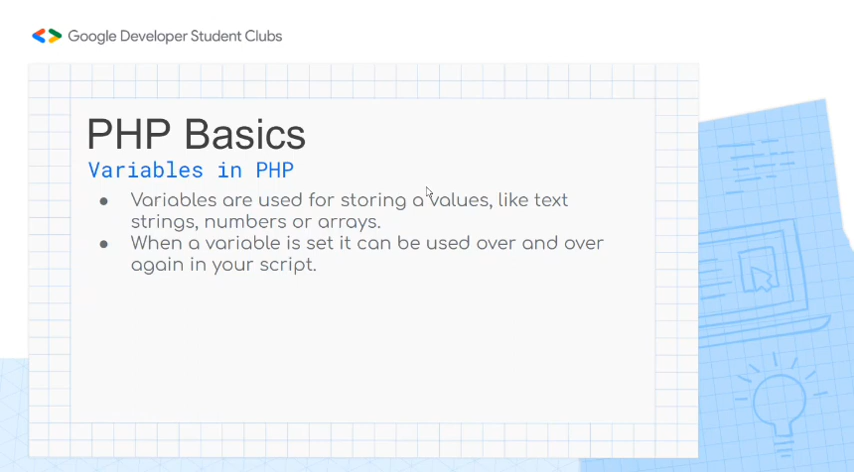 Google Developer Student Clubs
PHP Basics
Variables in PHP
● Variables are used for storing a values, like text
strings, numbers or arrays.
● When a variable is set it can be used over and over
again in your script.